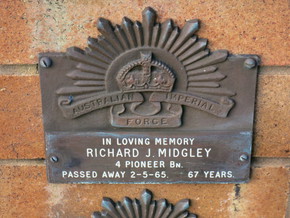 AUSTRALIAN IMPERIAL
FORCE
IN LOVING MEMORY
RICHARD J. MIDGLEY
4 PIONEER BN.
PASSED AWAY 2-5-65. 67 YEARS.